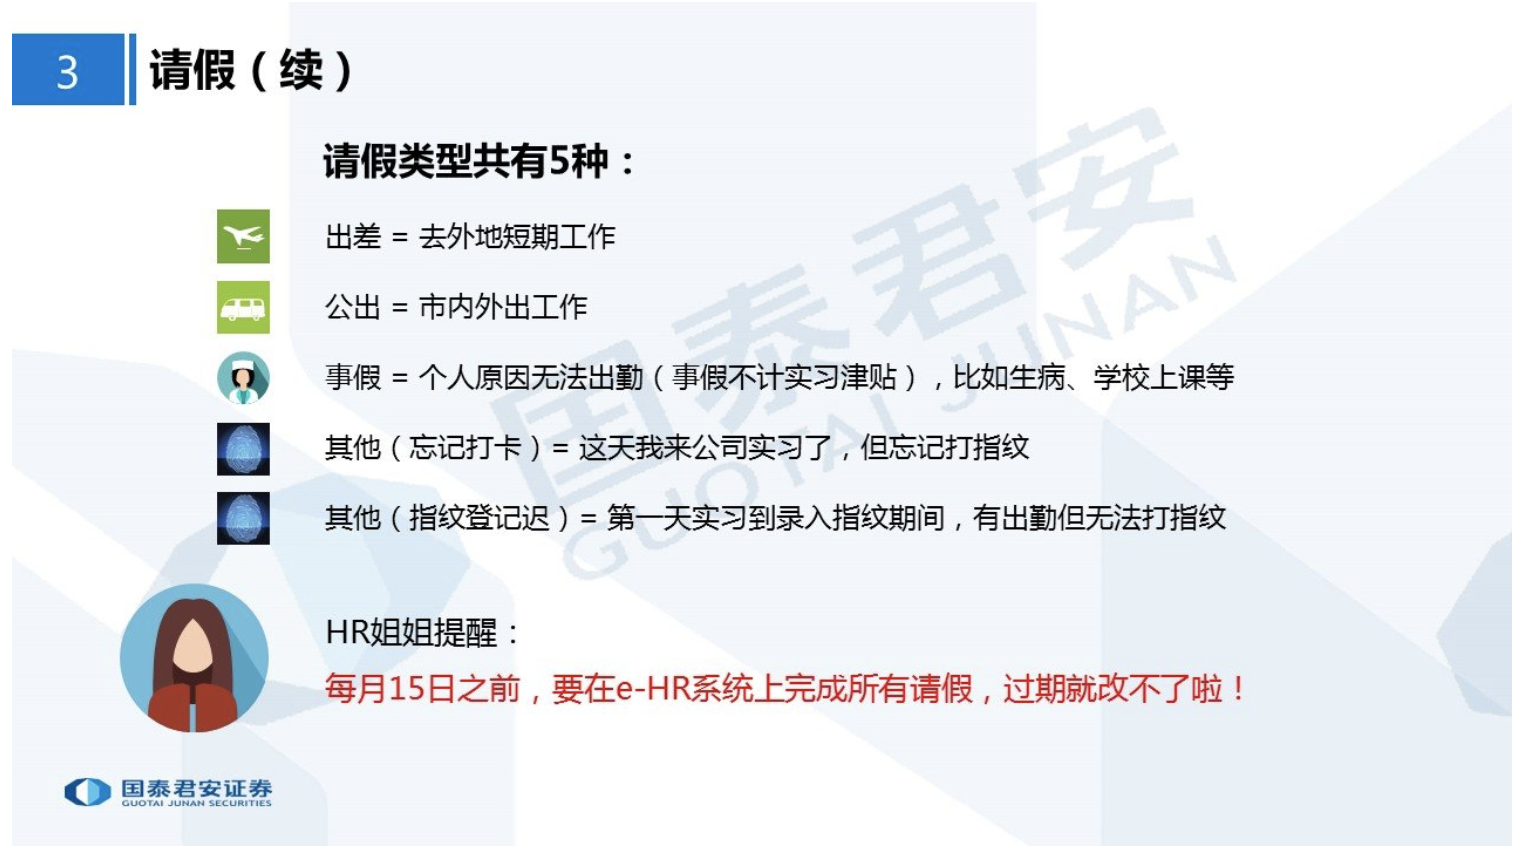 3
请假（续）
请假类型共有5种：
出差 = 去外地短期工作
公出 = 市内外出工作
事假 = 个人原因无法出勤（事假不计实习津贴），比如生病、学校上课等
其他（忘记打卡）= 这天我来公司实习了，但忘记打指纹
其他（指纹登记迟）= 第一天实习到录入指纹期间，有出勤但无法打指纹
HR姐姐提醒：
每月15日之前，要在e-HR系统上完成所有请假，过期就改不了啦！
国泰君安证券
GUOTAI JUNAN SECURITIES
国泰君安
GUOTAI JUNAN